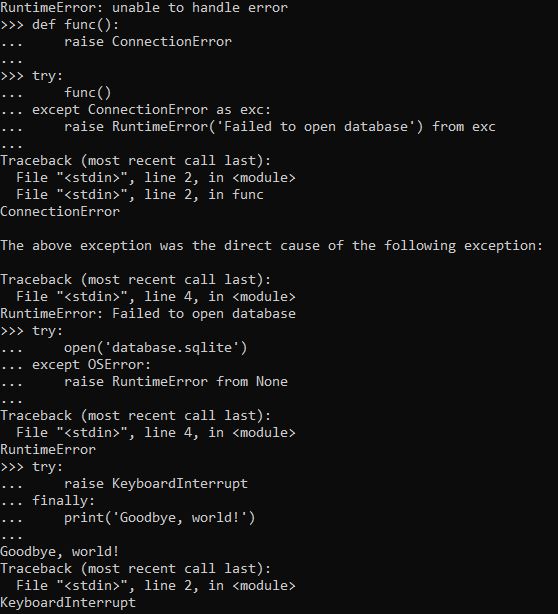 RuntimeError: unable to handle error
>>> def func():
...     raise ConnectionError
...
>>> try:
...     func()
... except ConnectionError as exc:
...     raise RuntimeError('Failed to open database') from exc
...
Traceback (most recent call last):
  File "<stdin>", line 2, in <module>
  File "<stdin>", line 2, in func
ConnectionError

The above exception was the direct cause of the following exception:

Traceback (most recent call last):
  File "<stdin>", line 4, in <module>
RuntimeError: Failed to open database
>>> try:
...     open('database.sqlite')
... except OSError:
...     raise RuntimeError from None
...
Traceback (most recent call last):
  File "<stdin>", line 4, in <module>
RuntimeError
>>> try:
...     raise KeyboardInterrupt
... finally:
...     print('Goodbye, world!')
...
Goodbye, world!
Traceback (most recent call last):
  File "<stdin>", line 2, in <module>
KeyboardInterrupt